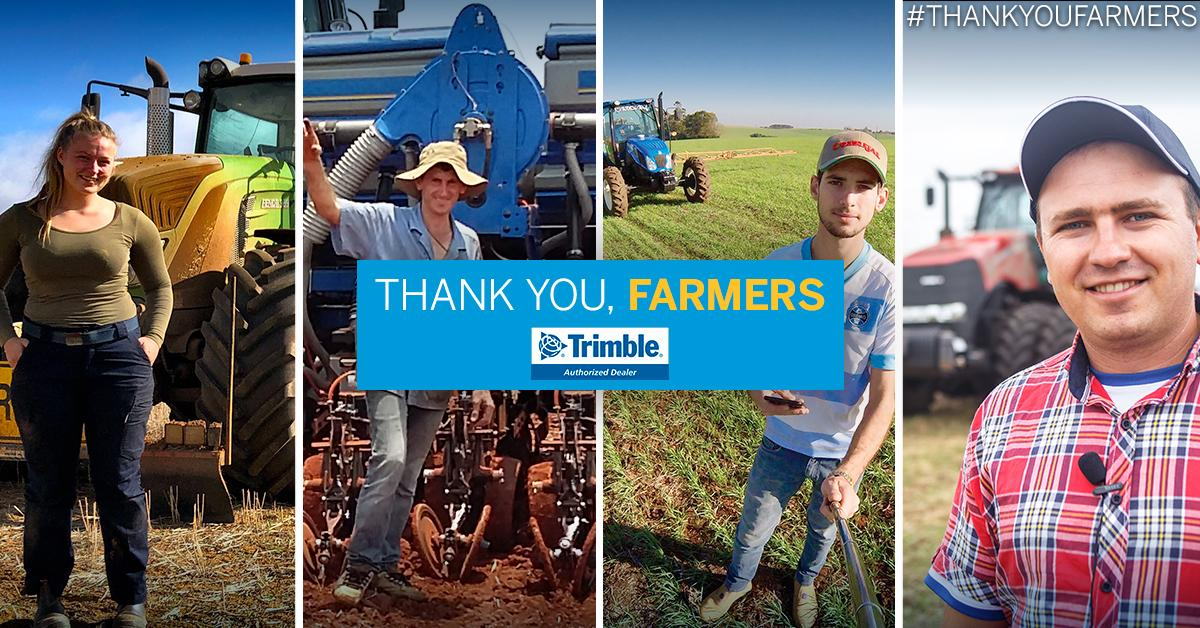 #THANKYOUFARMERS
THANK YOU, FARMERS
Trimble
Authorized Dealer